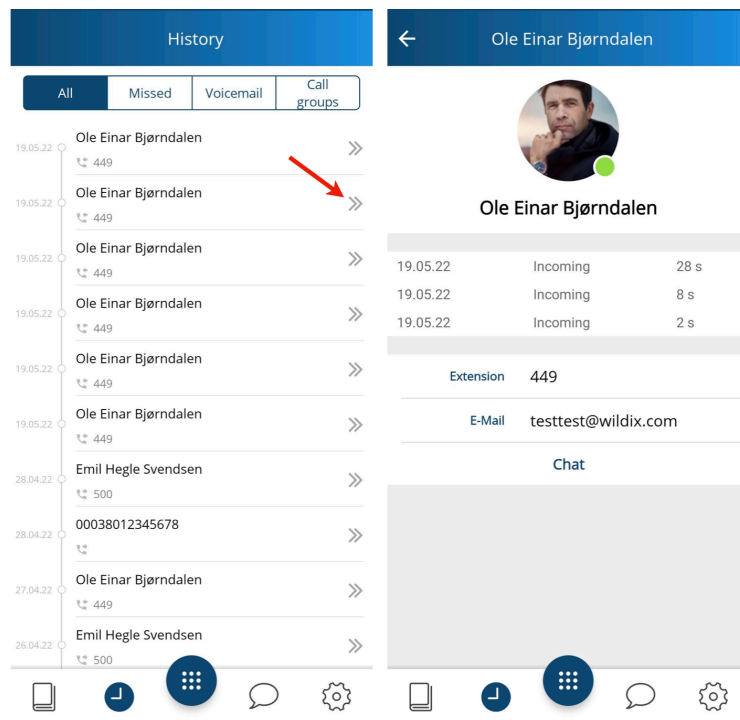 History
All
Missed
Voicemail
Call
groups
19.05.22
Ole Einar Bjørndalen
449
19.05.22
Ole Einar Bjørndalen
449
19.05.22
Ole Einar Bjørndalen
449
19.05.22
Ole Einar Bjørndalen
449
19.05.22
Ole Einar Bjørndalen
449
19.05.22
Ole Einar Bjørndalen
449
28.04.22
Emil Hegle Svendsen
500
28.04.22
00038012345678
27.04.22
Ole Einar Bjørndalen
449
26.04.22
Emil Hegle Svendsen
500
Ole Einar Bjørndalen
Ole Einar Bjørndalen
19.05.22 Incoming 28 s
19.05.22 Incoming 8 s
19.05.22 Incoming 2 s
Extension 449
E-Mail testtest@wildix.com
Chat